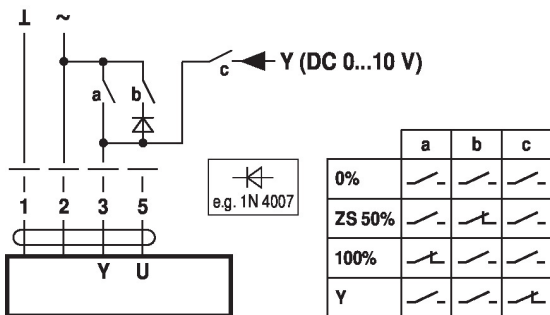 ⊥ ~
Y (DC 0...10 V)
c
a b
1 2 3 5
Y U
e.g. 1N 4007
a b c
0%
ZS 50%
100%
Y